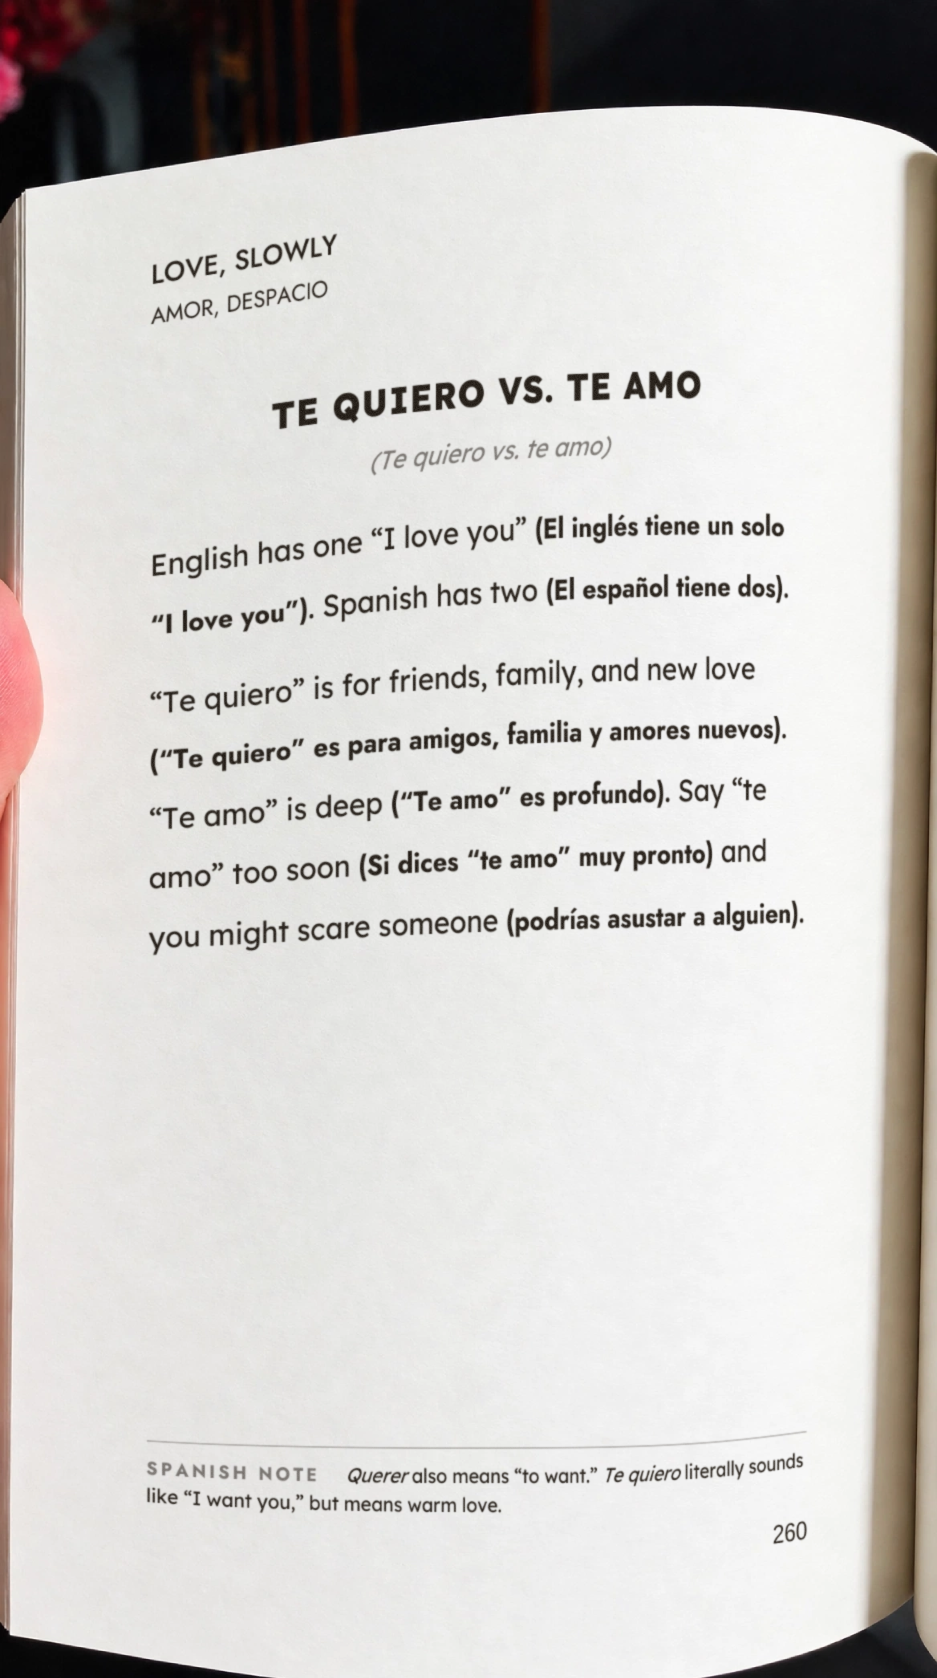 LOVE, SLOWLY
AMOR, DESPACIO
TE QUIERO VS. TE AMO
(Te quiero vs. te amo)
English has one “I love you” (El inglés tiene un solo
“I love you”). Spanish has two (El español tiene dos).
“Te quiero” is for friends, family, and new love
(“Te quiero” es para amigos, familia y amores nuevos).
“Te amo” is deep (“Te amo” es profundo). Say “te
amo” too soon (Si dices “te amo” muy pronto) and
you might scare someone (podrías asustar a alguien).
SPANISH NOTE Querer also means “to want.” Te quiero literally sounds
like “I want you,” but means warm love.
260